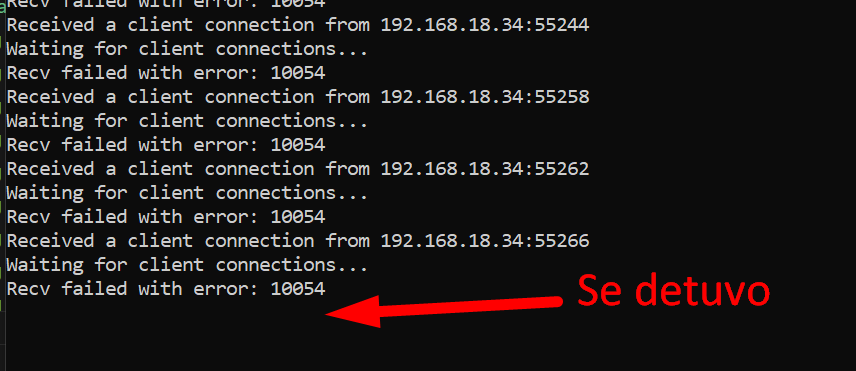 Recv failed with error: 10054
Received a client connection from 192.168.18.34:55244
Waiting for client connections...
Recv failed with error: 10054
Received a client connection from 192.168.18.34:55258
Waiting for client connections...
Recv failed with error: 10054
Received a client connection from 192.168.18.34:55262
Waiting for client connections...
Recv failed with error: 10054
Received a client connection from 192.168.18.34:55266
Waiting for client connections...
Recv failed with error: 10054
Se detuvo